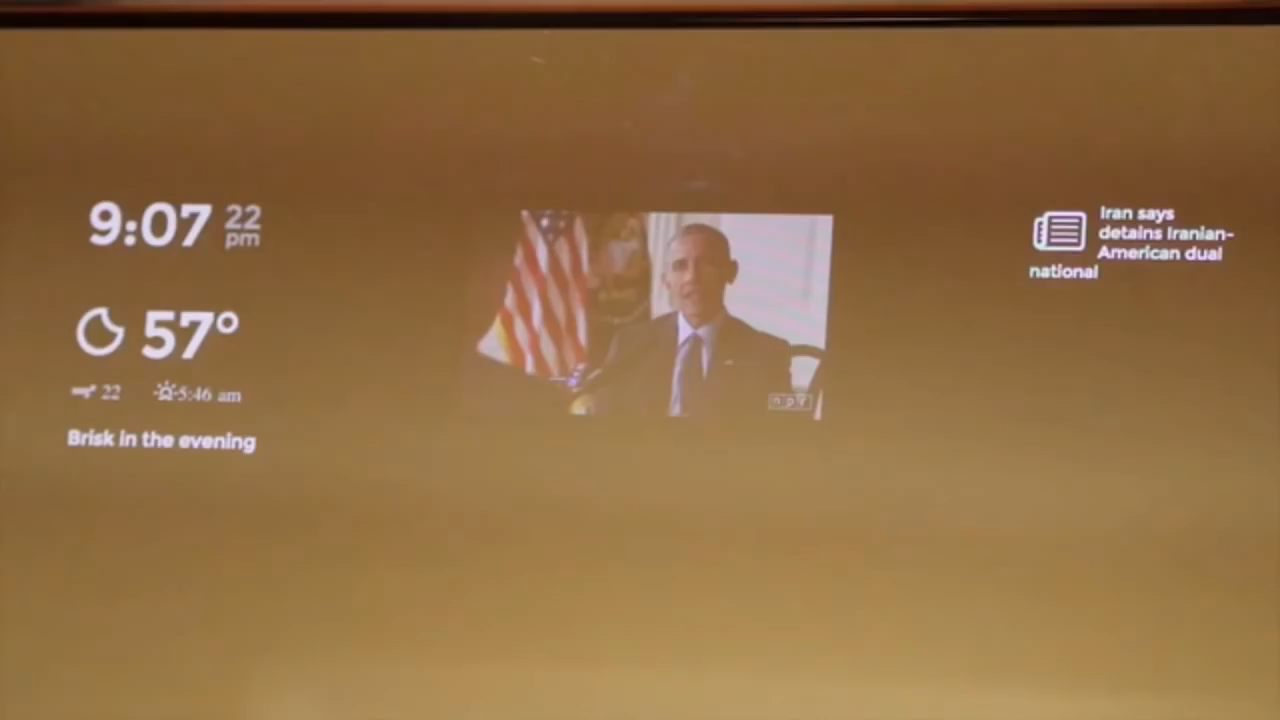 9:07 22 pm
57°
22 5:46 am
Brisk in the evening
npr
Iran says
detains Iranian-
American dual
national